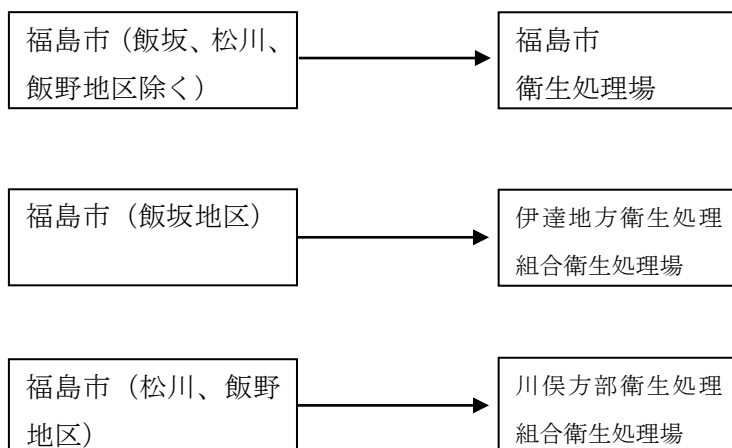 福島市（飯坂、松川、
飯野地区除く）
福島市
衛生処理場
福島市（飯坂地区）
伊達地方衛生処理
組合衛生処理場
福島市（松川、飯野
地区）
川俣方部衛生処理
組合衛生処理場